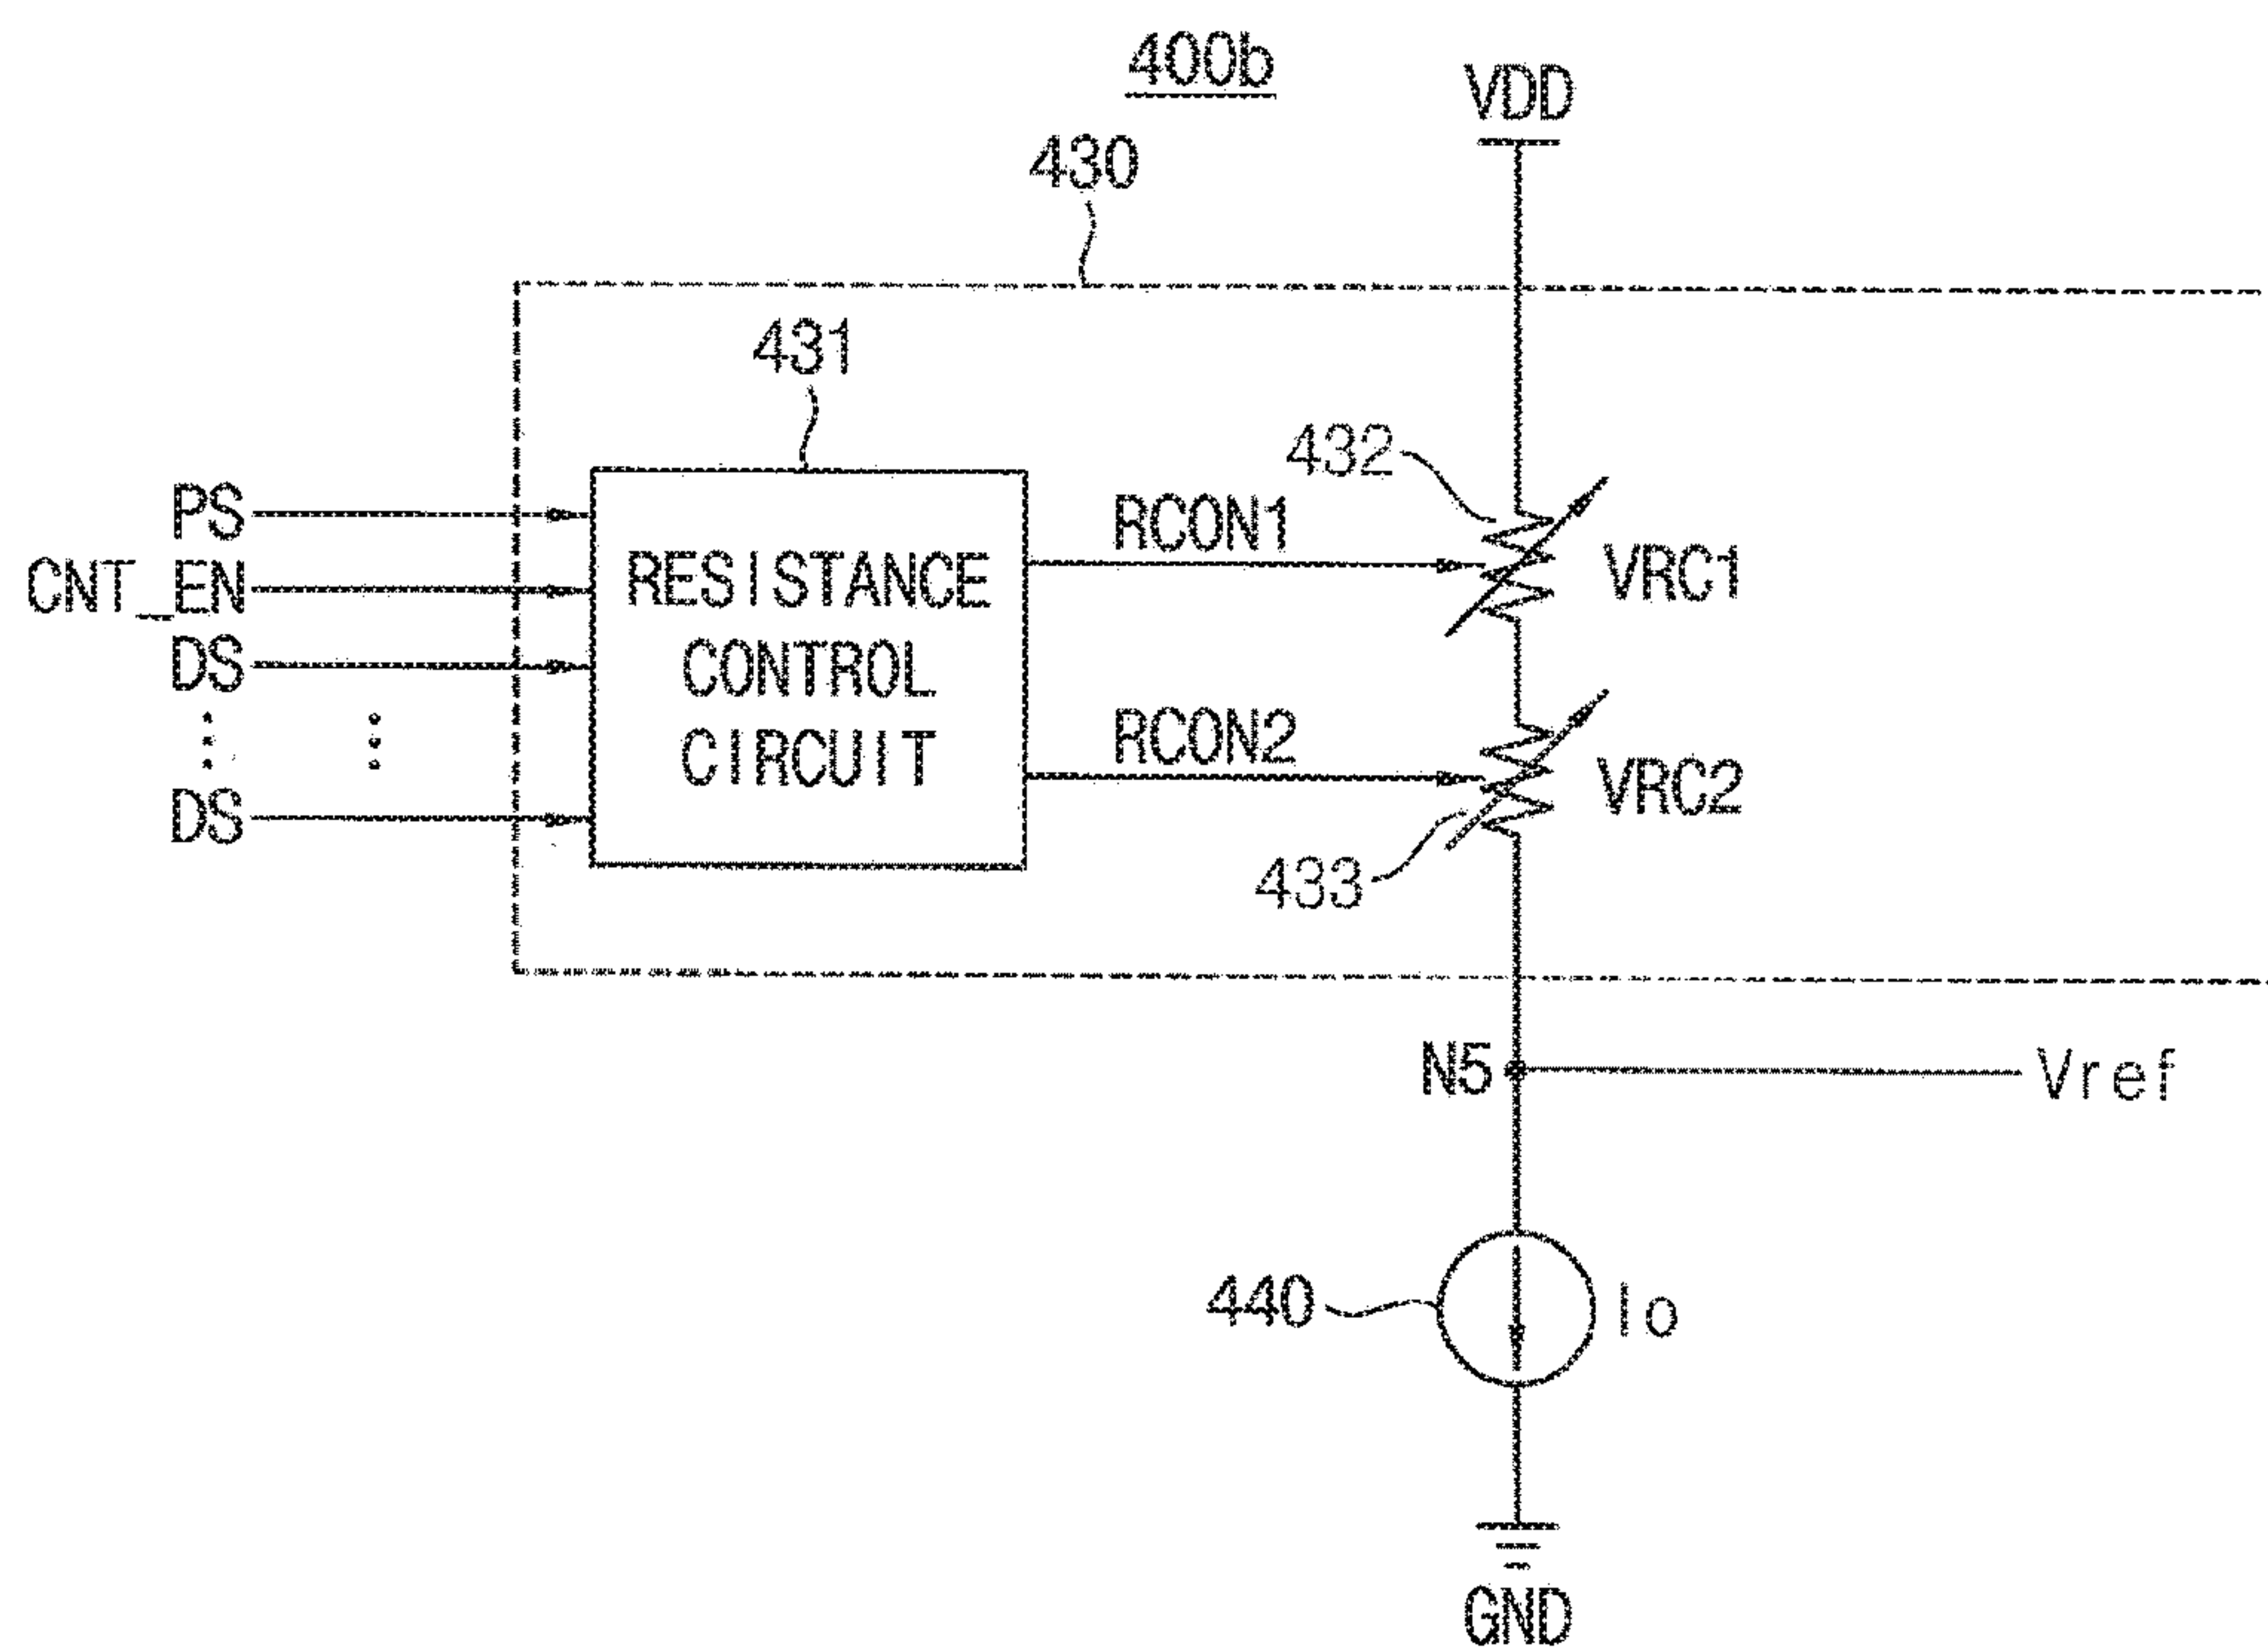 400b
VDD
430
431
432
PS
CNT_EN
DS
DS
RESISTANCE
CONTROL
CIRCUIT
RCON1
VRC1
RCON2
VRC2
433
N5
Vref
440
Io
GND